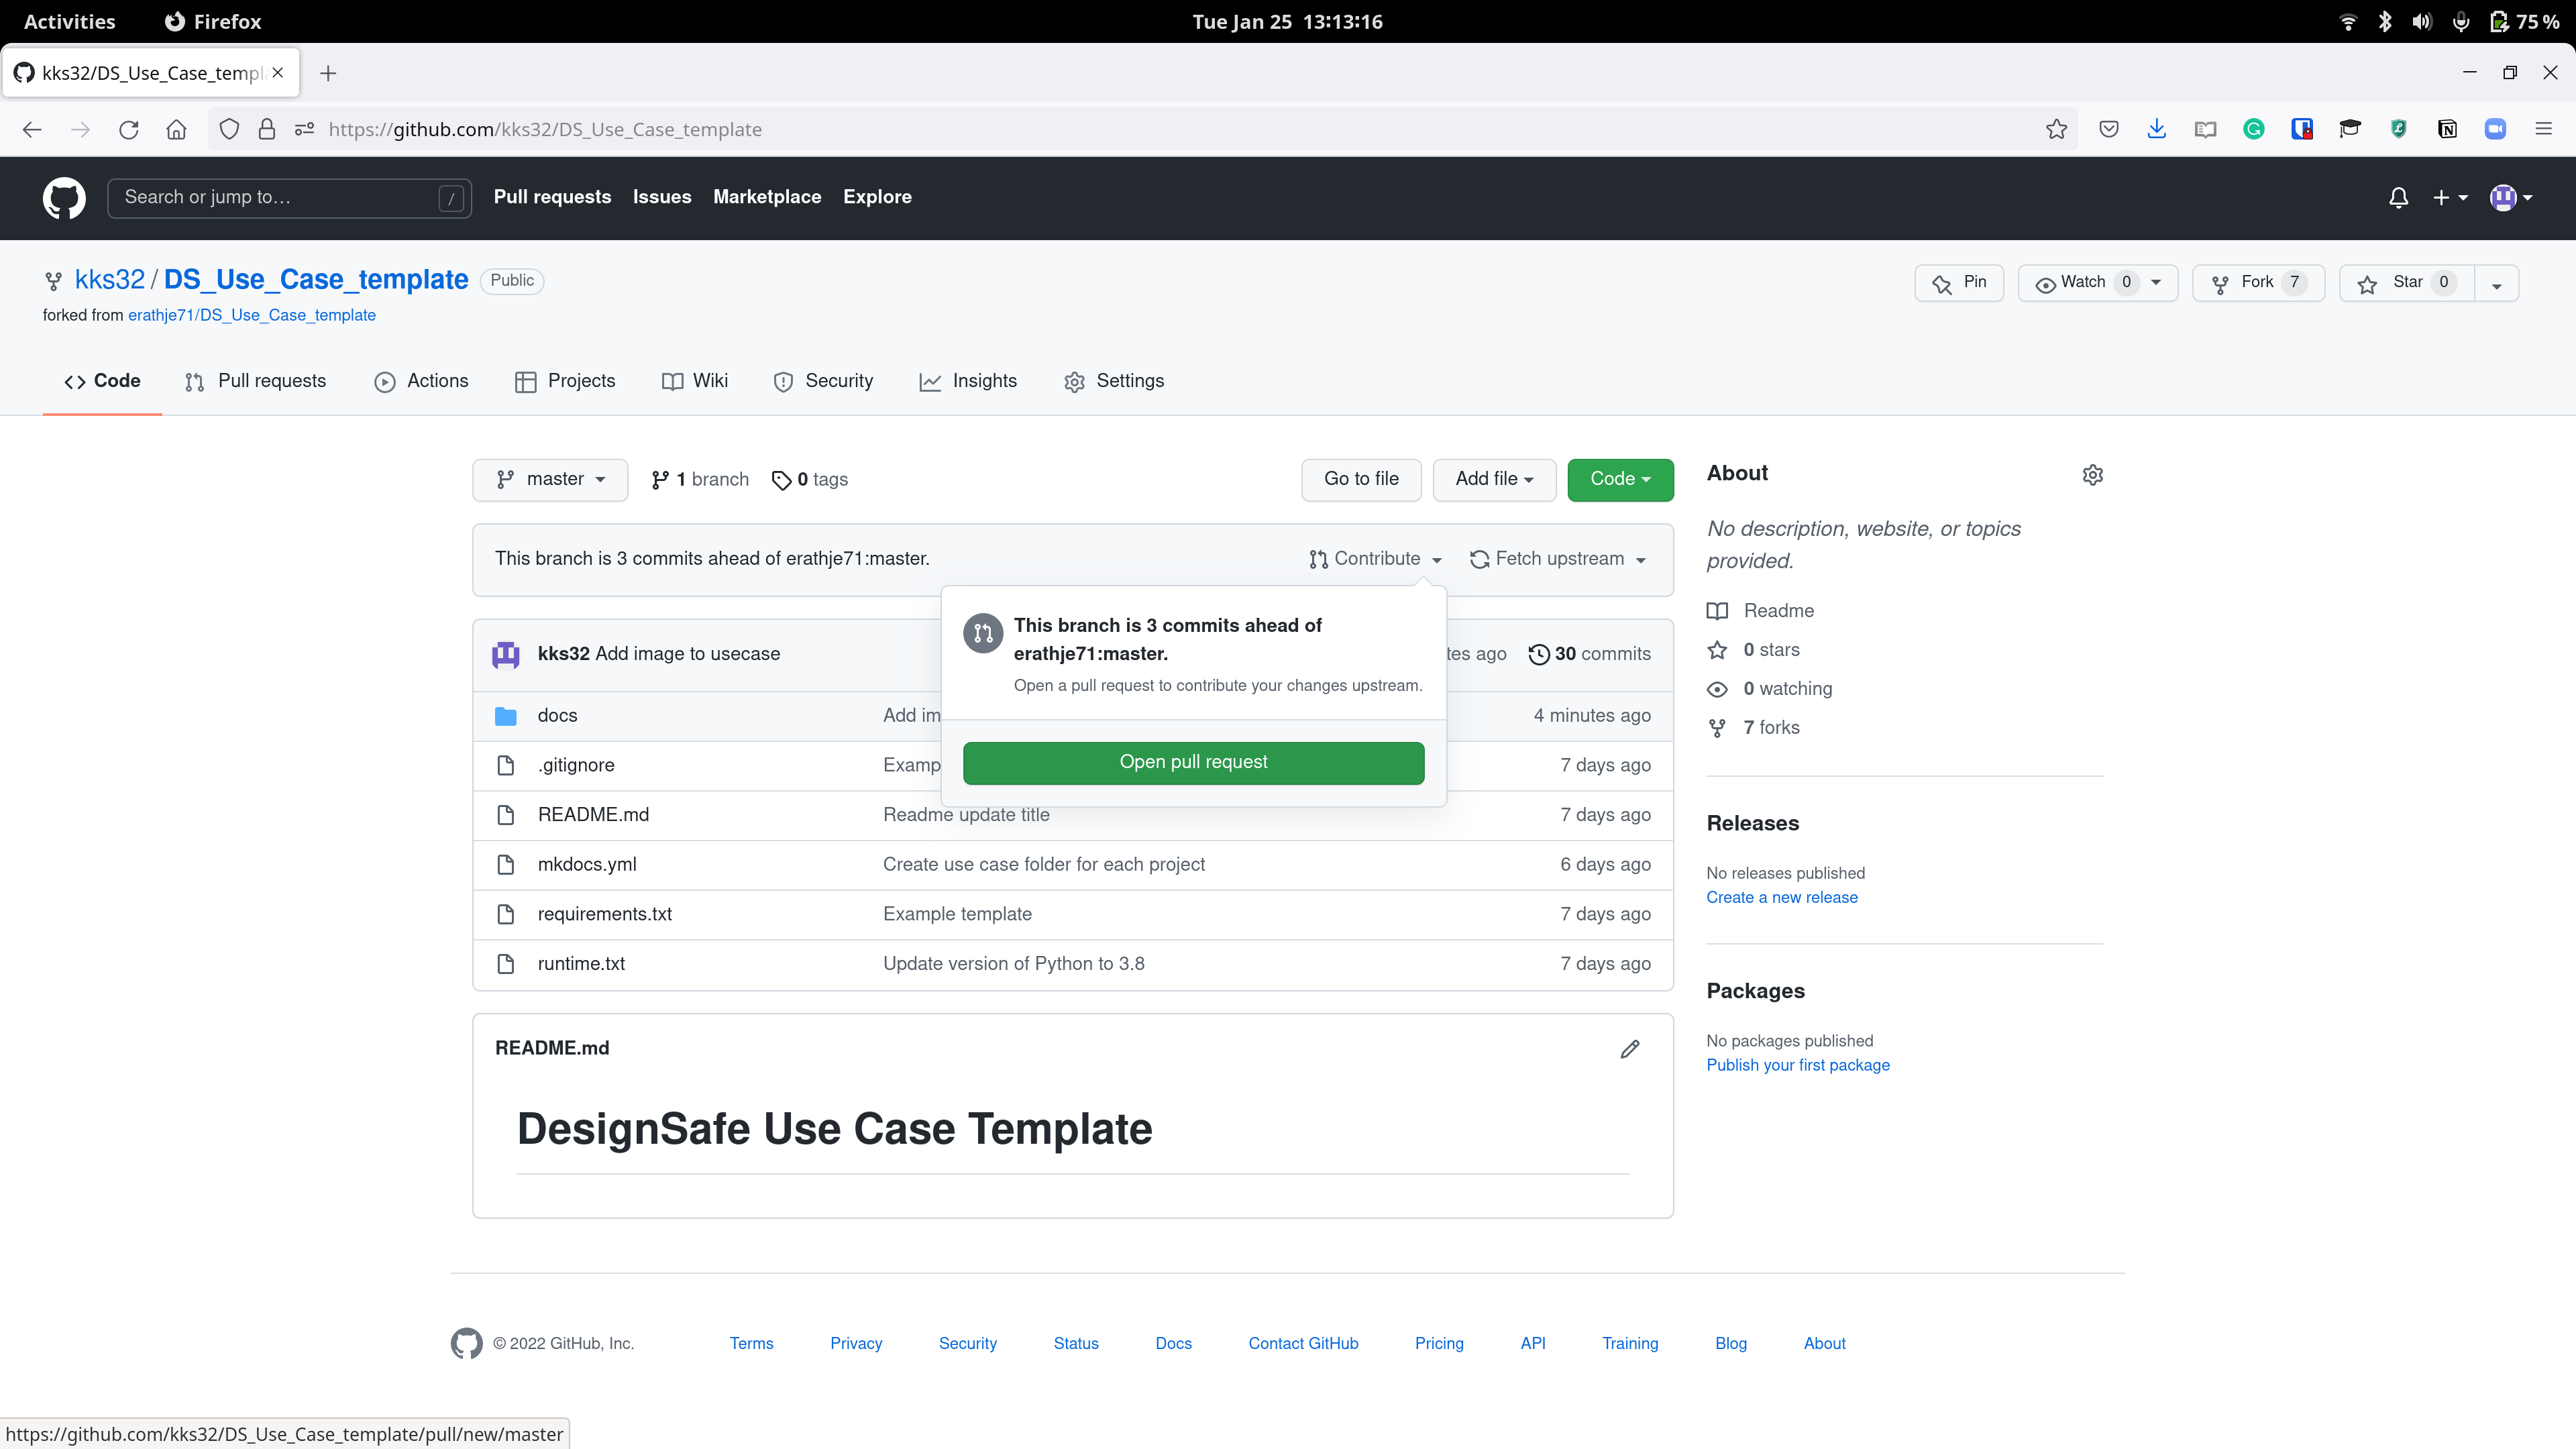 Activities Firefox Tue Jan 25 13:13:16 75 %
kks32/DS_Use_Case_templ
https://github.com/kks32/DS_Use_Case_template
Search or jump to… / Pull requests Issues Marketplace Explore
kks32 / DS_Use_Case_template Public Pin Watch 0 Fork 7 Star 0
forked from erathje71/DS_Use_Case_template
Code Pull requests Actions Projects Wiki Security Insights Settings
master 1 branch 0 tags Go to file Add file Code
This branch is 3 commits ahead of erathje71:master. Contribute Fetch upstream
This branch is 3 commits ahead of
erathje71:master.
Open a pull request to contribute your changes upstream.
Open pull request
kks32 Add image to usecase tes ago 30 commits
docs Add im 4 minutes ago
.gitignore Examp 7 days ago
README.md Readme update title 7 days ago
mkdocs.yml Create use case folder for each project 6 days ago
requirements.txt Example template 7 days ago
runtime.txt Update version of Python to 3.8 7 days ago
README.md
DesignSafe Use Case Template
About
No description, website, or topics
provided.
Readme
0 stars
0 watching
7 forks
Releases
No releases published
Create a new release
Packages
No packages published
Publish your first package
© 2022 GitHub, Inc. Terms Privacy Security Status Docs Contact GitHub Pricing API Training Blog About
https://github.com/kks32/DS_Use_Case_template/pull/new/master